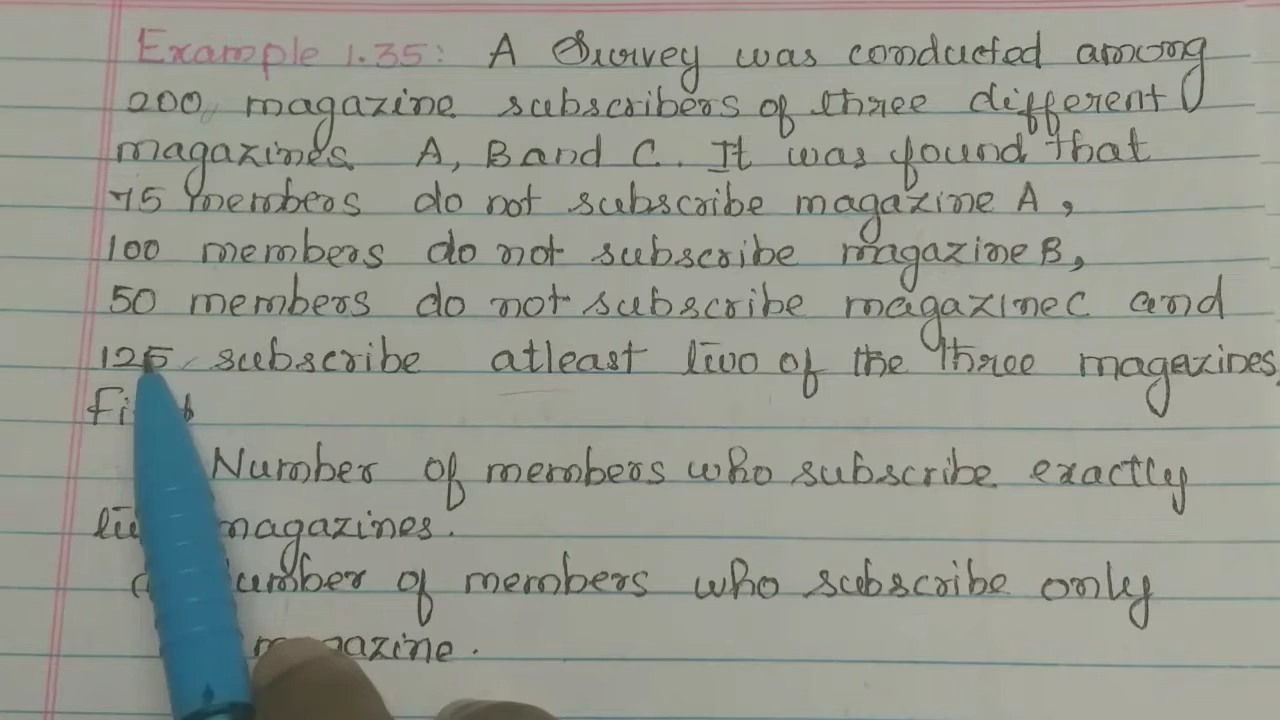 Example 1.35: A Survey was conducted among
200 magazine subscribers of three different
magazines A, B and C. It was found that
75 members do not subscribe magazine A,
100 members do not subscribe magazine B,
50 members do not subscribe magazine C and
125 subscribe atleast two of the three magazines.
Number of members who subscribe exactly
magazines.
of members who subscribe only